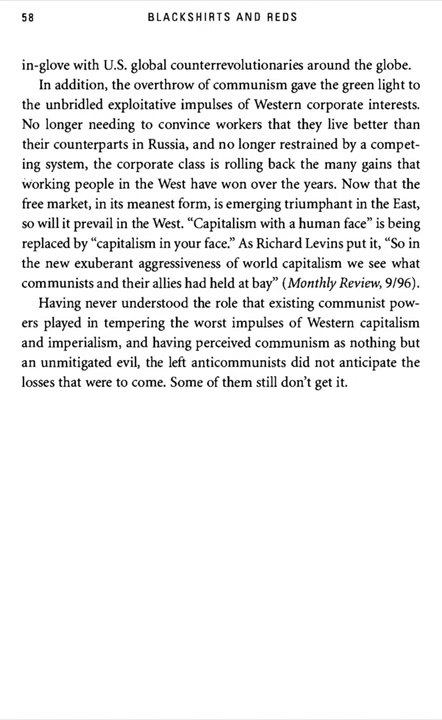 58 BLACKSHIRTS AND REDS
in-glove with U.S. global counterrevolutionaries around the globe.
In addition, the overthrow of communism gave the green light to
the unbridled exploitative impulses of Western corporate interests.
No longer needing to convince workers that they live better than
their counterparts in Russia, and no longer restrained by a compet-
ing system, the corporate class is rolling back the many gains that
working people in the West have won over the years. Now that the
free market, in its meanest form, is emerging triumphant in the East,
so will it prevail in the West. “Capitalism with a human face” is being
replaced by “capitalism in your face.” As Richard Levins put it, “So in
the new exuberant aggressiveness of world capitalism we see what
communists and their allies had held at bay” (Monthly Review, 9/96).
Having never understood the role that existing communist pow-
ers played in tempering the worst impulses of Western capitalism
and imperialism, and having perceived communism as nothing but
an unmitigated evil, the left anticommunists did not anticipate the
losses that were to come. Some of them still don’t get it.